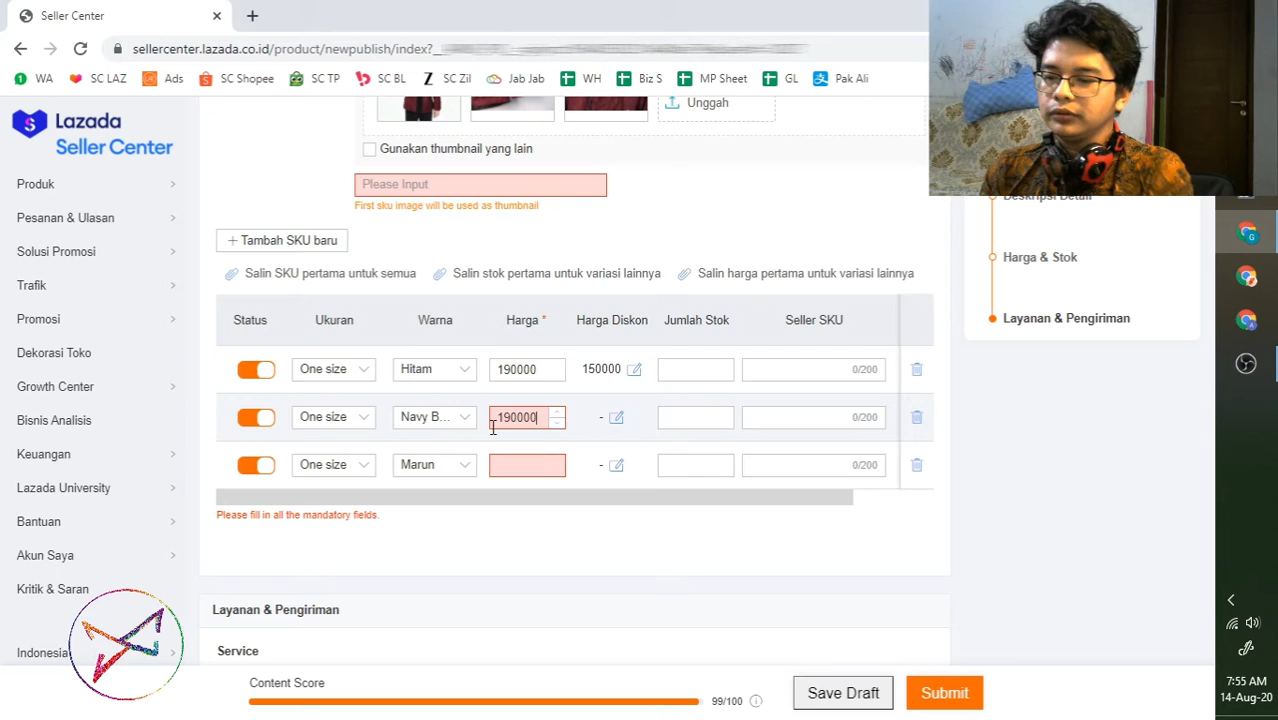 Seller Center
sellercenter.lazada.co.id/product/newpublish/index?_
WA
SC LAZ
Ads
SC Shopee
SC TP
SC BL
SC Zil
Jab Jab
WH
Biz S
MP Sheet
GL
Pak Ali
Lazada
Seller Center
Produk
Pesanan & Ulasan
Solusi Promosi
Trafik
Promosi
Dekorasi Toko
Growth Center
Bisnis Analisis
Keuangan
Lazada University
Bantuan
Akun Saya
Kritik & Saran
Indonesia
Unggah
Gunakan thumbnail yang lain
Please Input
First sku image will be used as thumbnail
+ Tambah SKU baru
Salin SKU pertama untuk semua Salin stok pertama untuk variasi lainnya Salin harga pertama untuk variasi lainnya
Status Ukuran Warna Harga * Harga Diskon Jumlah Stok Seller SKU
One size Hitam 190000 150000 0/200
One size Navy B... 190000 - 0/200
One size Marun - 0/200
Please fill in all the mandatory fields.
Layanan & Pengiriman
Service
Content Score
99/100
Save Draft
Submit
Deskripsi Detail
Harga & Stok
Layanan & Pengiriman
7:55 AM
14-Aug-20